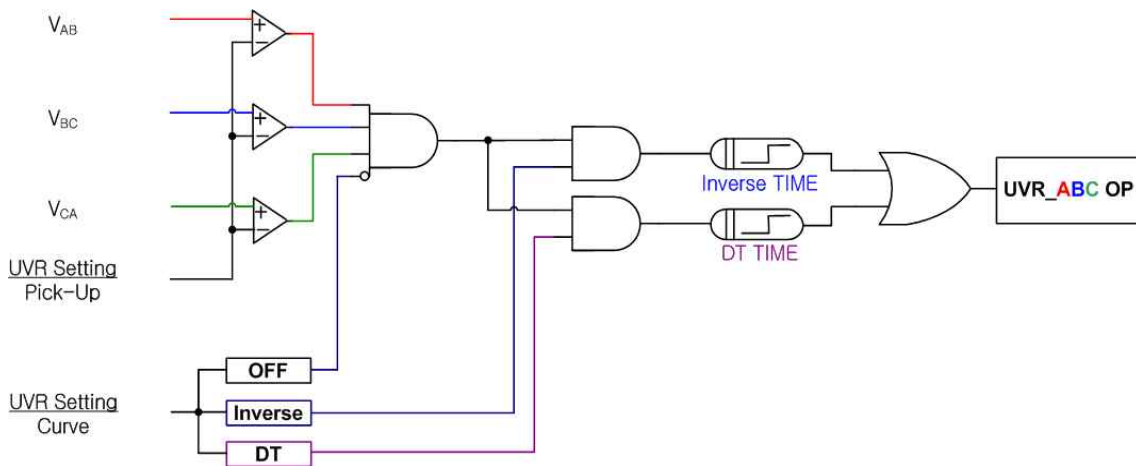 VAB
VBC
VCA
UVR Setting
Pick-Up
Inverse TIME
DT TIME
UVR_ABC OP
UVR Setting
Curve
OFF
Inverse
DT
+
−
+
−
+
−